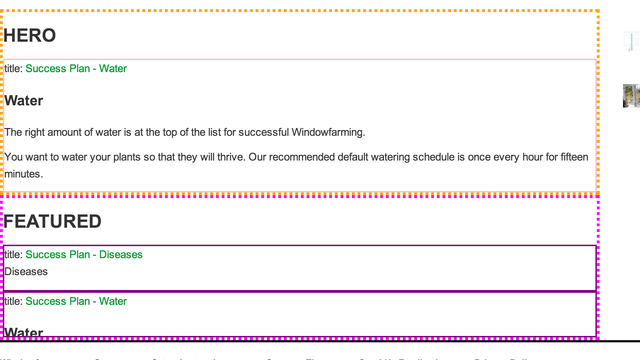 HERO
title: Success Plan - Water
Water
The right amount of water is at the top of the list for successful Windowfarming.
You want to water your plants so that they will thrive. Our recommended default watering schedule is once every hour for fifteen
minutes.
FEATURED
title: Success Plan - Diseases
Diseases
title: Success Plan - Water
Water